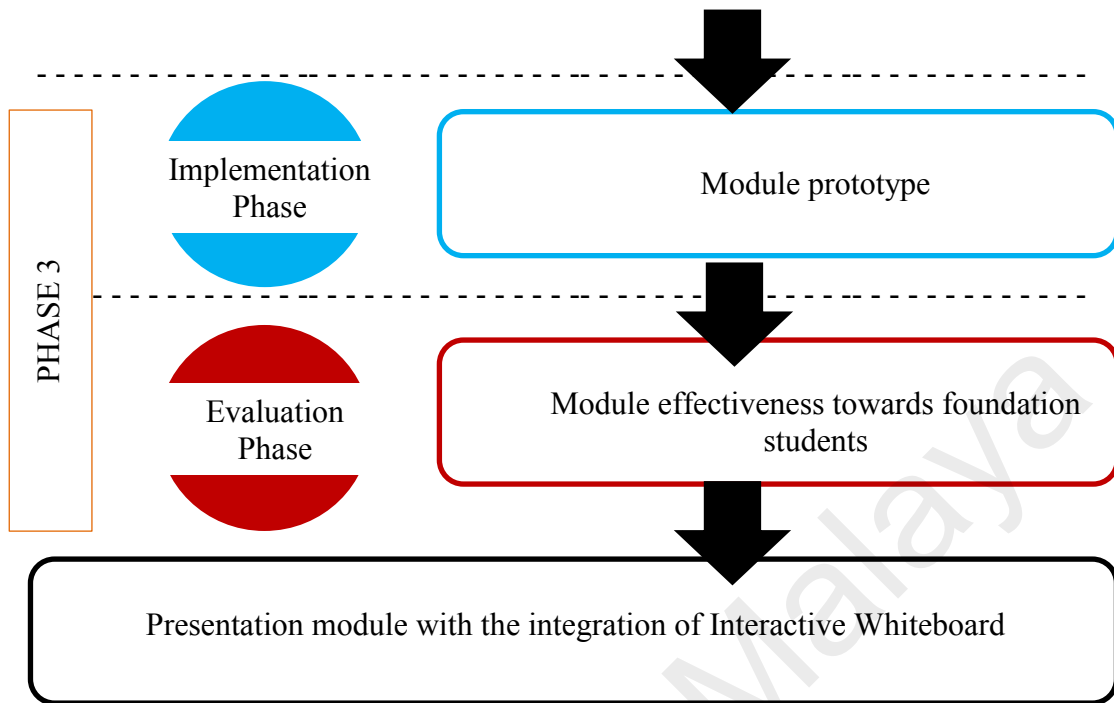 PHASE 3
Implementation
Phase
Module prototype
Evaluation
Phase
Module effectiveness towards foundation
students
Presentation module with the integration of Interactive Whiteboard
Malaya